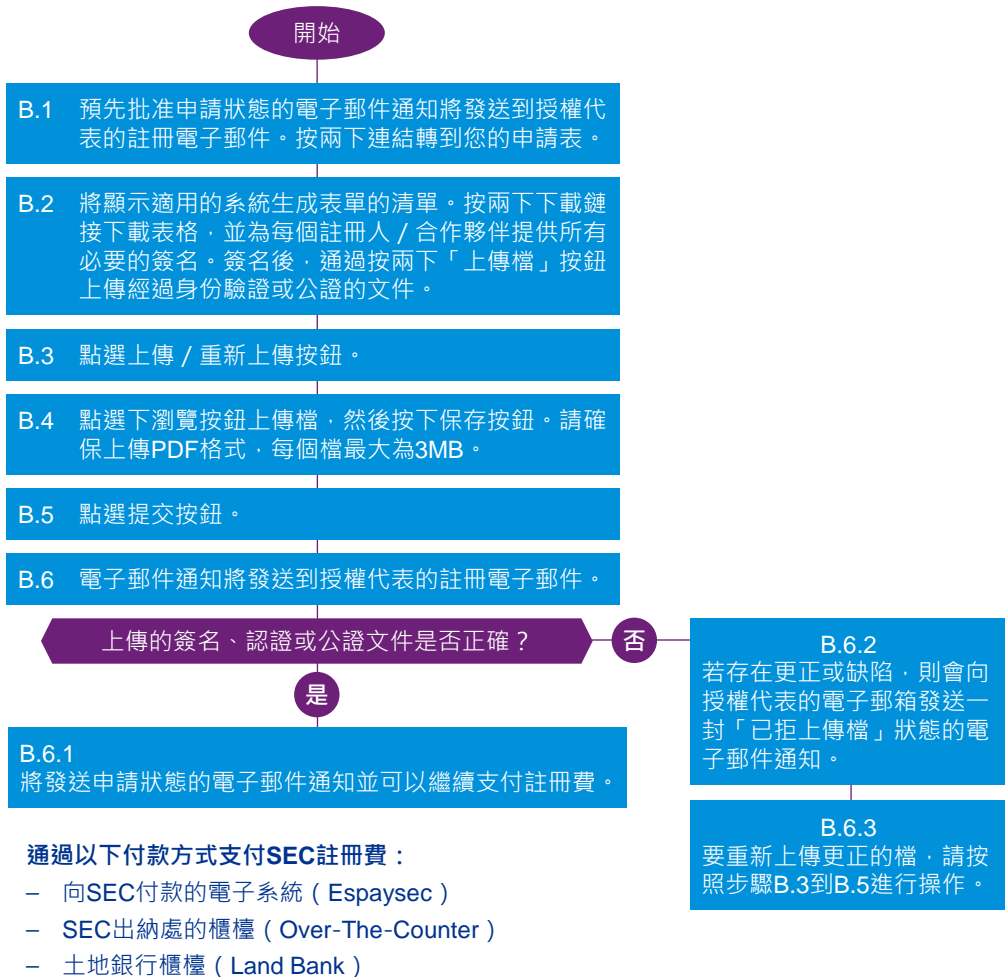 開始
B.1 預先批准申請狀態的電子郵件通知將發送到授權代
表的註冊電子郵件。按兩下連結轉到您的申請表。
B.2 將顯示適用的系統生成表單的清單。按兩下下載鏈
接下載表格，並為每個註冊人／合作夥伴提供所有
必要的簽名。簽名後，通過按兩下「上傳檔」按鈕
上傳經過身份驗證或公證的文件。
B.3 點選上傳／重新上傳按鈕。
B.4 點選下瀏覽按鈕上傳檔，然後按下保存按鈕。請確
保上傳PDF格式，每個檔最大為3MB。
B.5 點選提交按鈕。
B.6 電子郵件通知將發送到授權代表的註冊電子郵件。
上傳的簽名、認證或公證文件是否正確？
否
是
B.6.1
將發送申請狀態的電子郵件通知並可以繼續支付註冊費。
B.6.2
若存在更正或缺陷，則會向
授權代表的電子郵箱發送一
封「已拒上傳檔」狀態的電
子郵件通知。
B.6.3
要重新上傳更正的檔，請按
照步驟B.3到B.5進行操作。
通過以下付款方式支付SEC註冊費：
– 向SEC付款的電子系統（Espaysec）
– SEC出納處的櫃檯（Over-The-Counter）
– 土地銀行櫃檯（Land Bank）